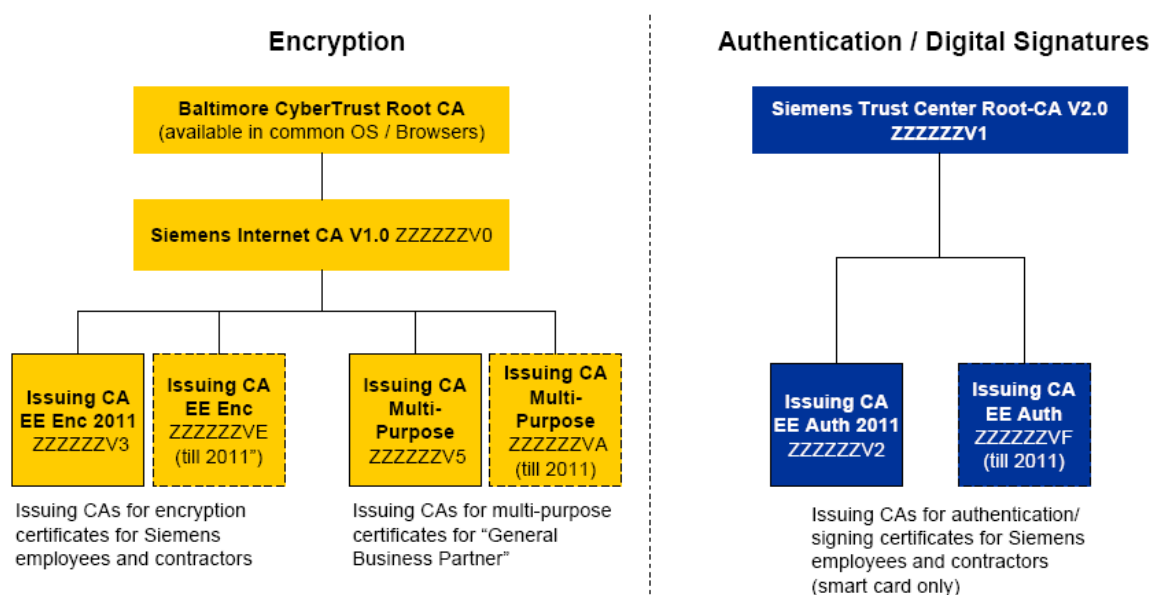 Encryption
Baltimore CyberTrust Root CA
(available in common OS / Browsers)
Siemens Internet CA V1.0 ZZZZZZV0
Issuing CA
EE Enc 2011
ZZZZZZV3
Issuing CA
EE Enc
ZZZZZZVE
(till 2011”)
Issuing CA
Multi-
Purpose
ZZZZZZV5
Issuing CA
Multi-
Purpose
ZZZZZZVA
(till 2011)
Issuing CAs for encryption
certificates for Siemens
employees and contractors
Issuing CAs for multi-purpose
certificates for “General
Business Partner”
Authentication / Digital Signatures
Siemens Trust Center Root-CA V2.0
ZZZZZZV1
Issuing CA
EE Auth 2011
ZZZZZZV2
Issuing CA
EE Auth
ZZZZZZVF
(till 2011)
Issuing CAs for authentication/
signing certificates for Siemens
employees and contractors
(smart card only)